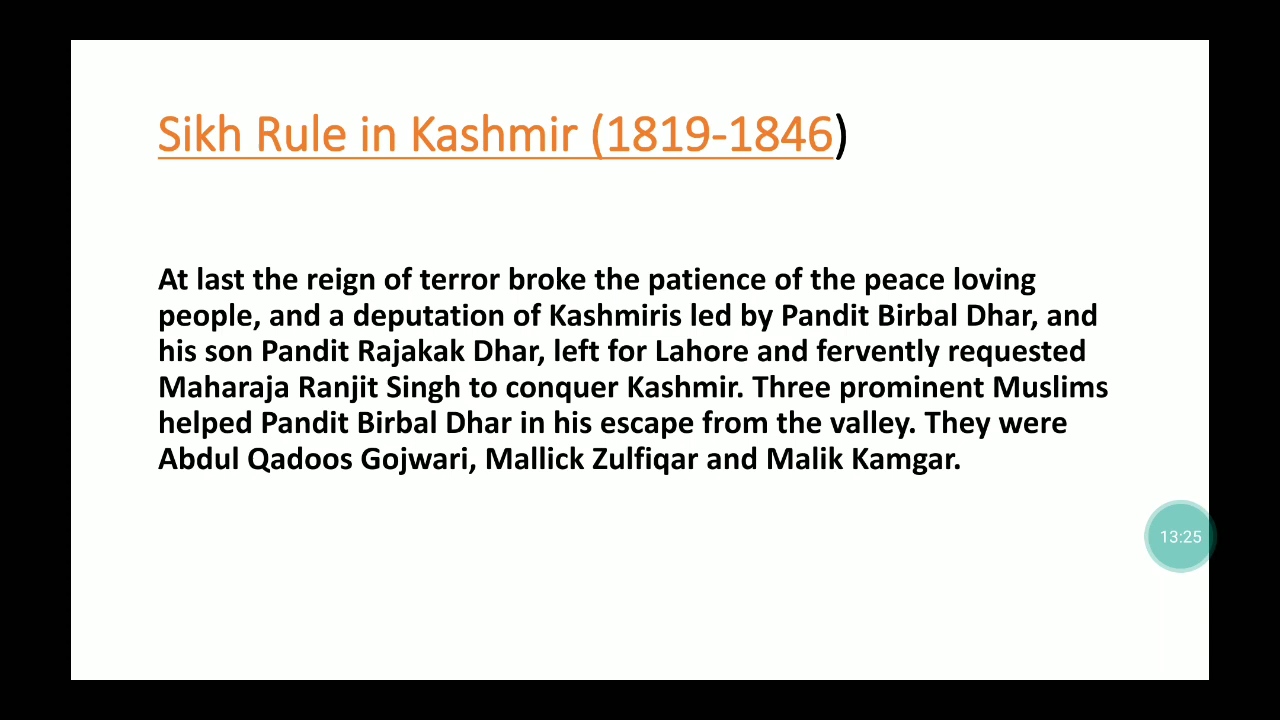 Sikh Rule in Kashmir (1819-1846)
At last the reign of terror broke the patience of the peace loving
people, and a deputation of Kashmiris led by Pandit Birbal Dhar, and
his son Pandit Rajakak Dhar, left for Lahore and fervently requested
Maharaja Ranjit Singh to conquer Kashmir. Three prominent Muslims
helped Pandit Birbal Dhar in his escape from the valley. They were
Abdul Qadoos Gojwari, Mallick Zulfiqar and Malik Kamgar.
13:25